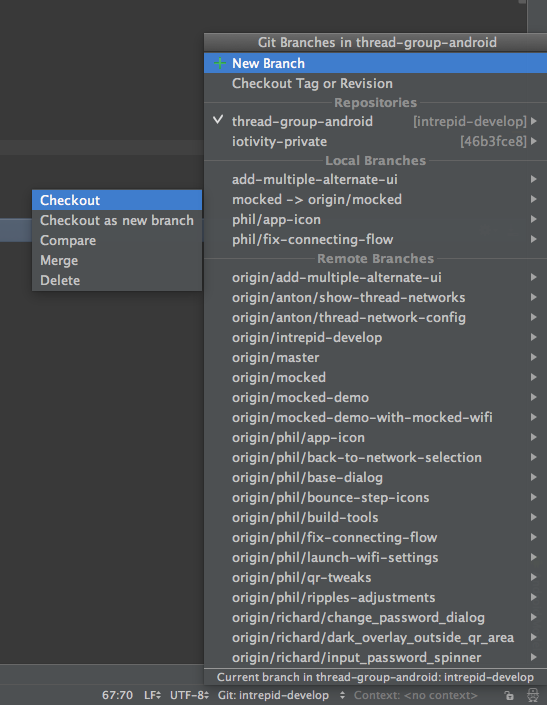 Git Branches in thread-group-android
New Branch
Checkout Tag or Revision
Repositories
thread-group-android [intrepid-develop]
iotivity-private [46b3fce8]
Local Branches
add-multiple-alternate-ui
mocked -> origin/mocked
phil/app-icon
phil/fix-connecting-flow
Checkout
Checkout as new branch
Compare
Merge
Delete
Remote Branches
origin/add-multiple-alternate-ui
origin/anton/show-thread-networks
origin/anton/thread-network-config
origin/intrepid-develop
origin/master
origin/mocked
origin/mocked-demo
origin/mocked-demo-with-mocked-wifi
origin/phil/app-icon
origin/phil/back-to-network-selection
origin/phil/base-dialog
origin/phil/bounce-step-icons
origin/phil/build-tools
origin/phil/fix-connecting-flow
origin/phil/launch-wifi-settings
origin/phil/qr-tweaks
origin/phil/ripples-adjustments
origin/richard/change_password_dialog
origin/richard/dark_overlay_outside_qr_area
origin/richard/input_password_spinner
Current branch in thread-group-android: intrepid-develop
67:70 LF UTF-8 Git: intrepid-develop Context: <no context>